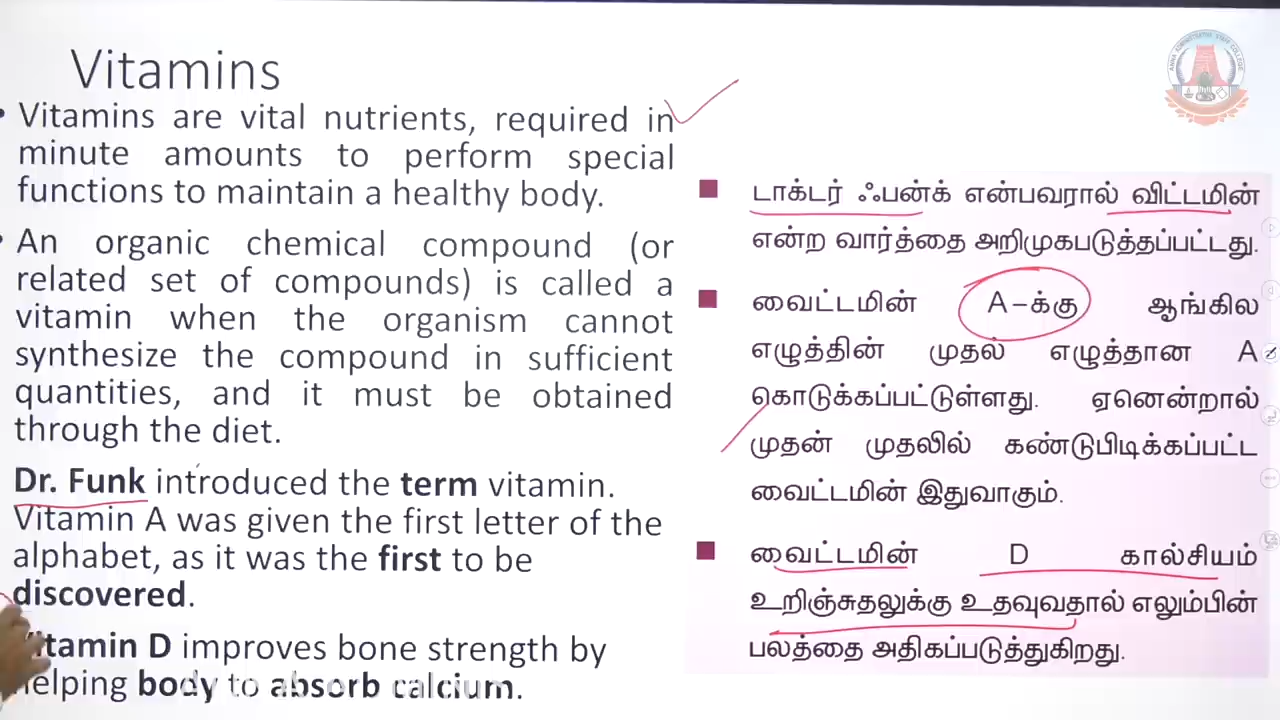 Vitamins
• Vitamins are vital nutrients, required in
minute amounts to perform special
functions to maintain a healthy body.
• An organic chemical compound (or
related set of compounds) is called a
vitamin when the organism cannot
synthesize the compound in sufficient
quantities, and it must be obtained
through the diet.
Dr. Funk introduced the term vitamin.
Vitamin A was given the first letter of the
alphabet, as it was the first to be
discovered.
Vitamin D improves bone strength by
helping body to absorb calcium.
ANNA ADMINISTRATIVE STAFF COLLEGE
■ டாக்டர் ஃபன்க் என்பவரால் விட்டமின்
என்ற வார்த்தை அறிமுகபடுத்தப்பட்டது.
■ வைட்டமின் A-க்கு ஆங்கில
எழுத்தின் முதல் எழுத்தான A
கொடுக்கப்பட்டுள்ளது. ஏனென்றால்
முதன் முதலில் கண்டுபிடிக்கப்பட்ட
வைட்டமின் இதுவாகும்.
■ வைட்டமின் D கால்சியம்
உறிஞ்சுதலுக்கு உதவுவதால் எலும்பின்
பலத்தை அதிகப்படுத்துகிறது.